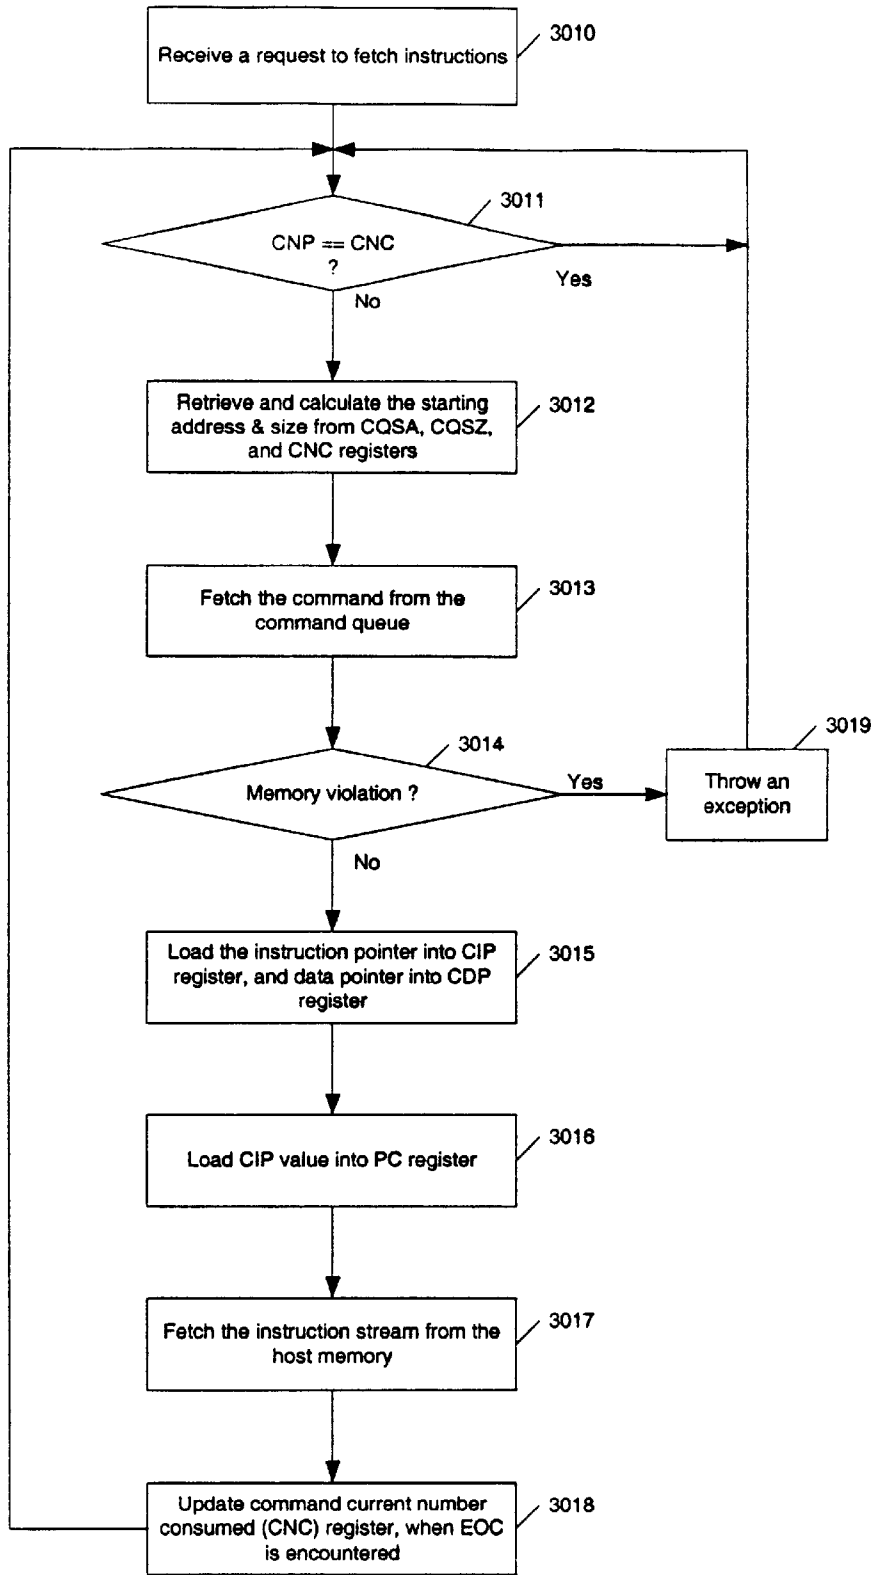 3010
Receive a request to fetch instructions
3011
CNP == CNC
?
Yes
No
Retrieve and calculate the starting
address & size from CQSA, CQSZ,
and CNC registers
3012
Fetch the command from the
command queue
3013
3014
Memory violation ?
Yes
3019
Throw an
exception
No
Load the instruction pointer into CIP
register, and data pointer into CDP
register
3015
Load CIP value into PC register
3016
Fetch the instruction stream from the
host memory
3017
Update command current number
consumed (CNC) register, when EOC
is encountered
3018